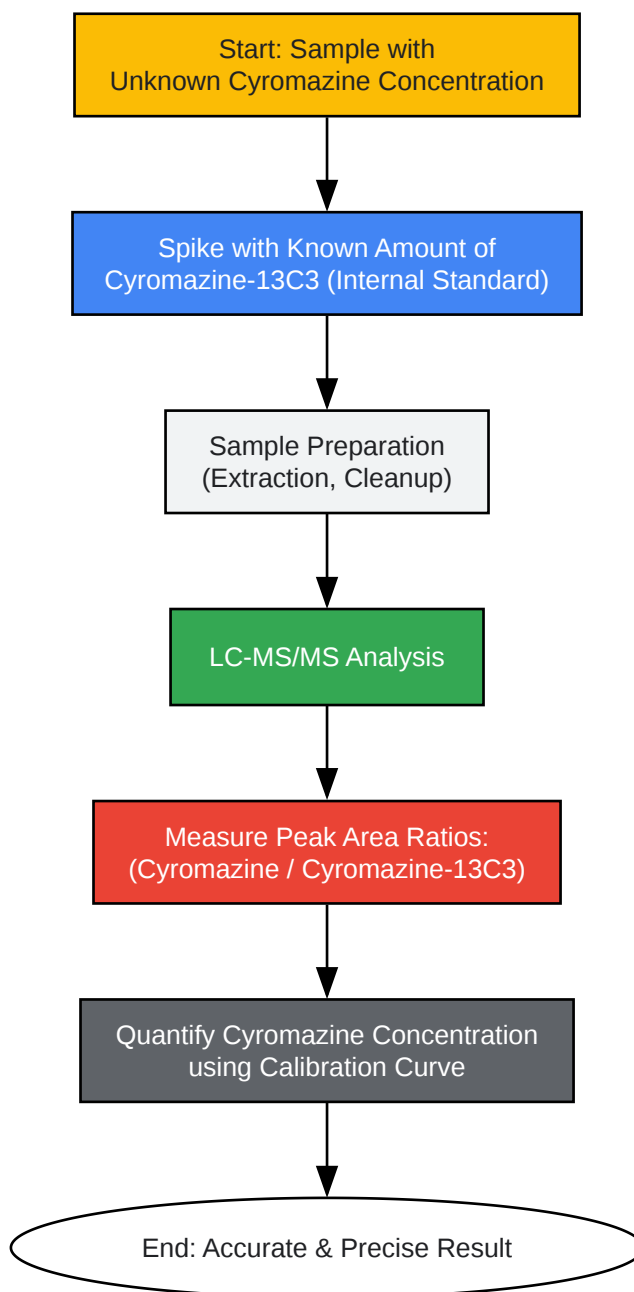 Start: Sample with
Unknown Cyromazine Concentration
Spike with Known Amount of
Cyromazine-13C3 (Internal Standard)
Sample Preparation
(Extraction, Cleanup)
LC-MS/MS Analysis
Measure Peak Area Ratios:
(Cyromazine / Cyromazine-13C3)
Quantify Cyromazine Concentration
using Calibration Curve
End: Accurate & Precise Result